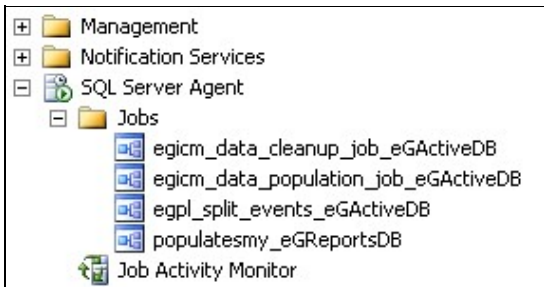 Management
Notification Services
SQL Server Agent
Jobs
egicm_data_cleanup_job_eGActiveDB
egicm_data_population_job_eGActiveDB
egpl_split_events_eGActiveDB
populatesmy_eGReportsDB
Job Activity Monitor